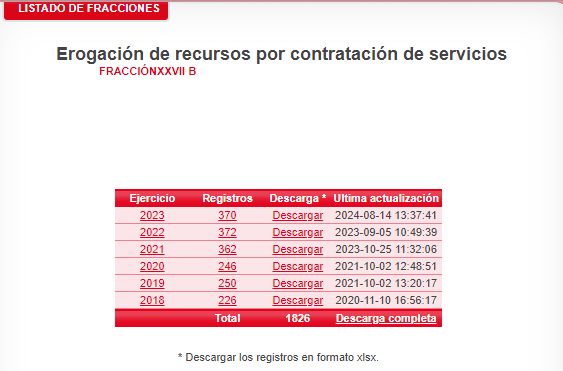 LISTADO DE FRACCIONES
Erogación de recursos por contratación de servicios
FRACCIÓNXXVII B
Ejercicio Registros Descarga * Ultima actualización
2023 370 Descargar 2024-08-14 13:37:41
2022 372 Descargar 2023-09-05 10:49:39
2021 362 Descargar 2023-10-25 11:32:06
2020 246 Descargar 2021-10-02 12:48:51
2019 250 Descargar 2021-10-02 13:20:17
2018 226 Descargar 2020-11-10 16:56:17
Total 1826 Descarga completa
* Descargar los registros en formato xlsx.